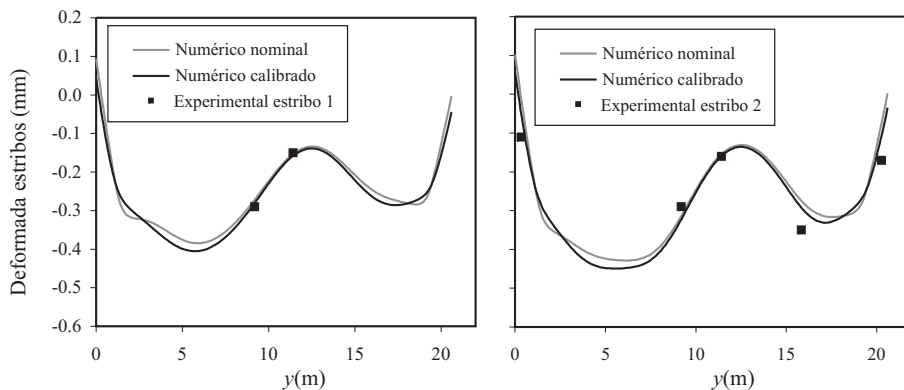 Deformada estribos (mm)
0.2
0.1
0.0
-0.1
-0.2
-0.3
-0.4
-0.5
-0.6
Numérico nominal
Numérico calibrado
Experimental estribo 1
0 5 10 15 20
y(m)
Numérico nominal
Numérico calibrado
Experimental estribo 2
0 5 10 15 20
y(m)